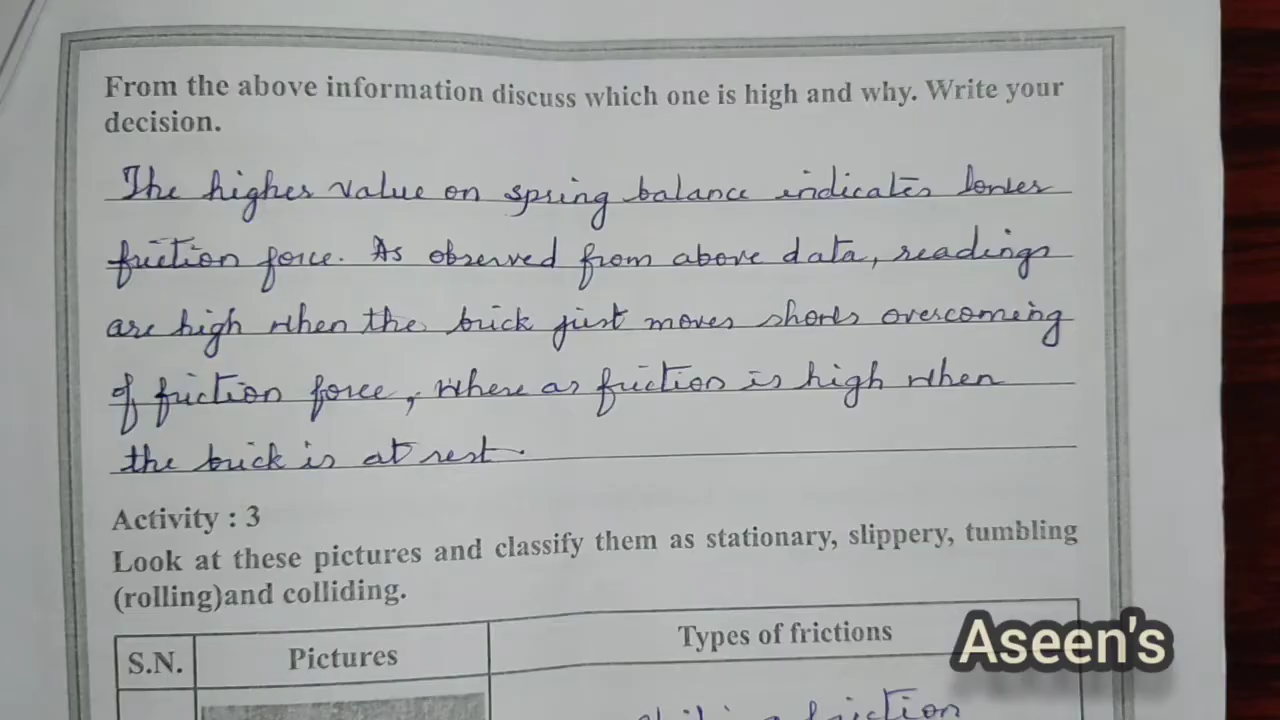 From the above information discuss which one is high and why. Write your
decision.
The higher value on spring balance indicates lower
friction force. As observed from above data, readings
are high when the brick just moves shows overcoming
of friction force, where as friction is high when
the brick is at rest.
Activity : 3
Look at these pictures and classify them as stationary, slippery, tumbling
(rolling)and colliding.
S.N. Pictures Types of frictions
Aseen's
friction